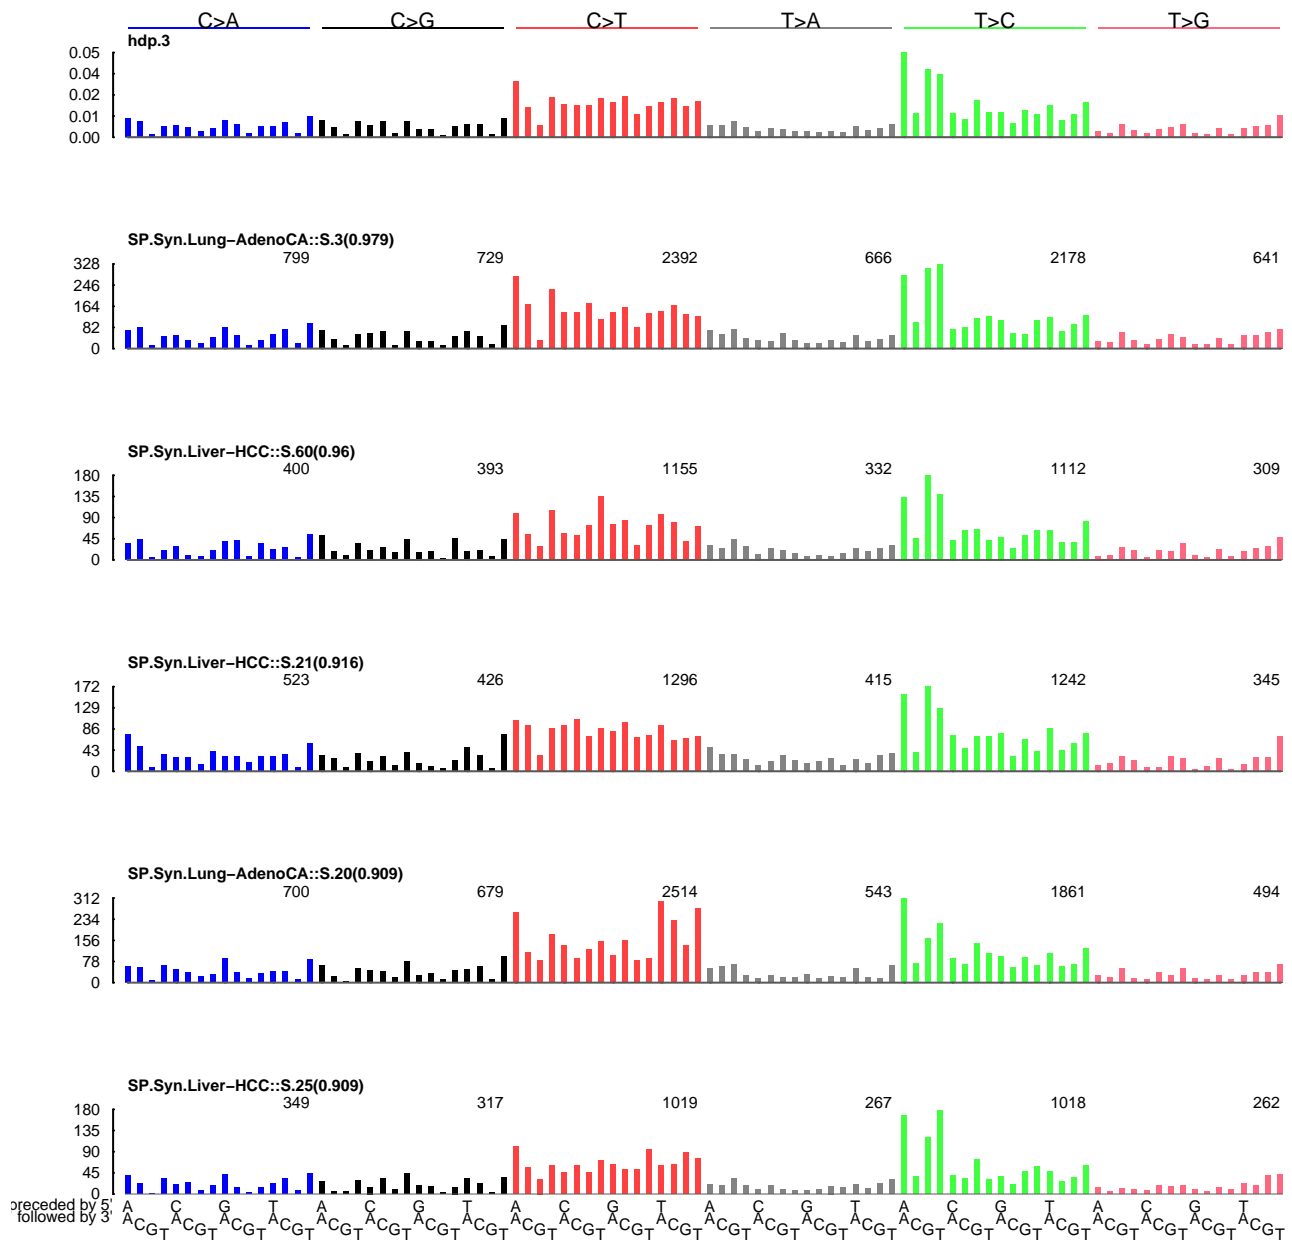 C>A C>G C>T T>A T>C T>G
hdp.3
0.05
0.04
0.02
0.01
0.00
SP.Syn.Lung−AdenoCA::S.3(0.979)
799 729 2392 666 2178 641
328
246
164
82
0
SP.Syn.Liver−HCC::S.60(0.96)
400 393 1155 332 1112 309
180
135
90
45
0
SP.Syn.Liver−HCC::S.21(0.916)
523 426 1296 415 1242 345
172
129
86
43
0
SP.Syn.Lung−AdenoCA::S.20(0.909)
700 679 2514 543 1861 494
312
234
156
78
0
SP.Syn.Liver−HCC::S.25(0.909)
349 317 1019 267 1018 262
180
135
90
45
0
preceded by 5' A C G T A C G T A C G T A C G T A C G T A C G T
followed by 3' A C G T A C G T A C G T A C G T A C G T A C G T A C G T A C G T A C G T A C G T A C G T A C G T A C G T A C G T A C G T A C G T A C G T A C G T A C G T A C G T A C G T A C G T A C G T A C G T